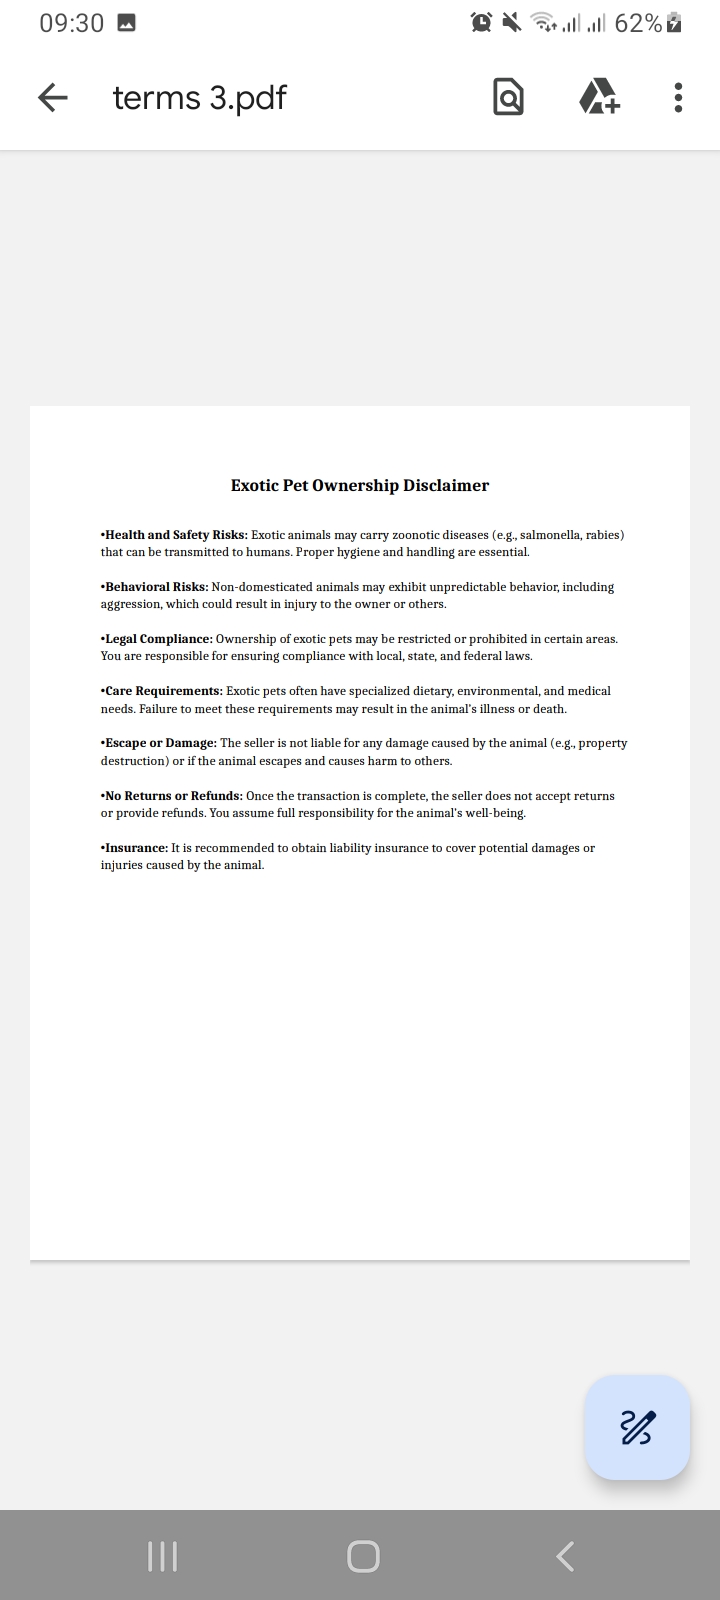 09:30
62%
terms 3.pdf
Exotic Pet Ownership Disclaimer
•Health and Safety Risks: Exotic animals may carry zoonotic diseases (e.g., salmonella, rabies)
that can be transmitted to humans. Proper hygiene and handling are essential.
•Behavioral Risks: Non-domesticated animals may exhibit unpredictable behavior, including
aggression, which could result in injury to the owner or others.
•Legal Compliance: Ownership of exotic pets may be restricted or prohibited in certain areas.
You are responsible for ensuring compliance with local, state, and federal laws.
•Care Requirements: Exotic pets often have specialized dietary, environmental, and medical
needs. Failure to meet these requirements may result in the animal's illness or death.
•Escape or Damage: The seller is not liable for any damage caused by the animal (e.g., property
destruction) or if the animal escapes and causes harm to others.
•No Returns or Refunds: Once the transaction is complete, the seller does not accept returns
or provide refunds. You assume full responsibility for the animal's well-being.
•Insurance: It is recommended to obtain liability insurance to cover potential damages or
injuries caused by the animal.